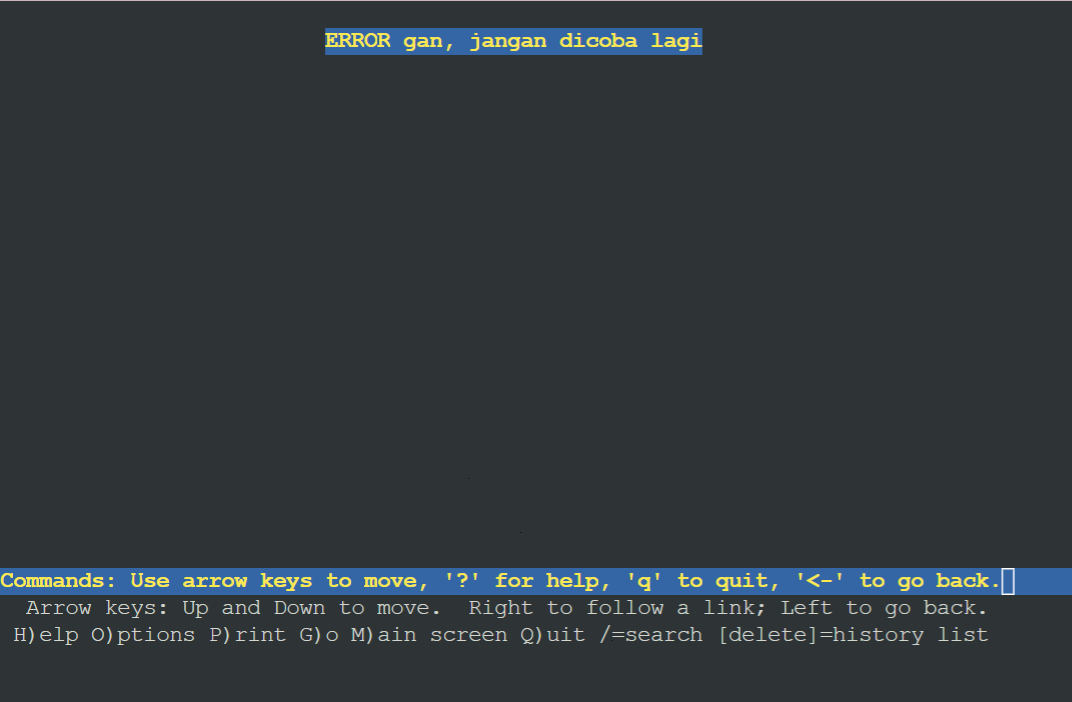 ERROR gan, jangan dicoba lagi
Commands: Use arrow keys to move, '?' for help, 'q' to quit, '<-' to go back.
Arrow keys: Up and Down to move.  Right to follow a link; Left to go back.
H)elp O)ptions P)rint G)o M)ain screen Q)uit /=search [delete]=history list